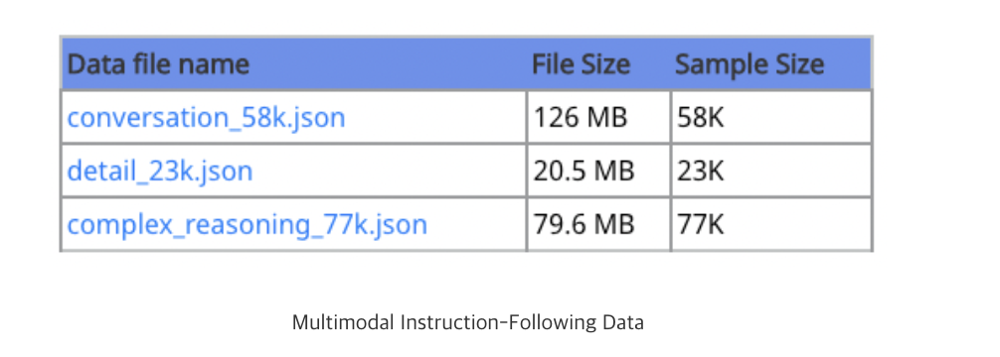 Data file name File Size Sample Size
conversation_58k.json 126 MB 58K
detail_23k.json 20.5 MB 23K
complex_reasoning_77k.json 79.6 MB 77K
Multimodal Instruction-Following Data